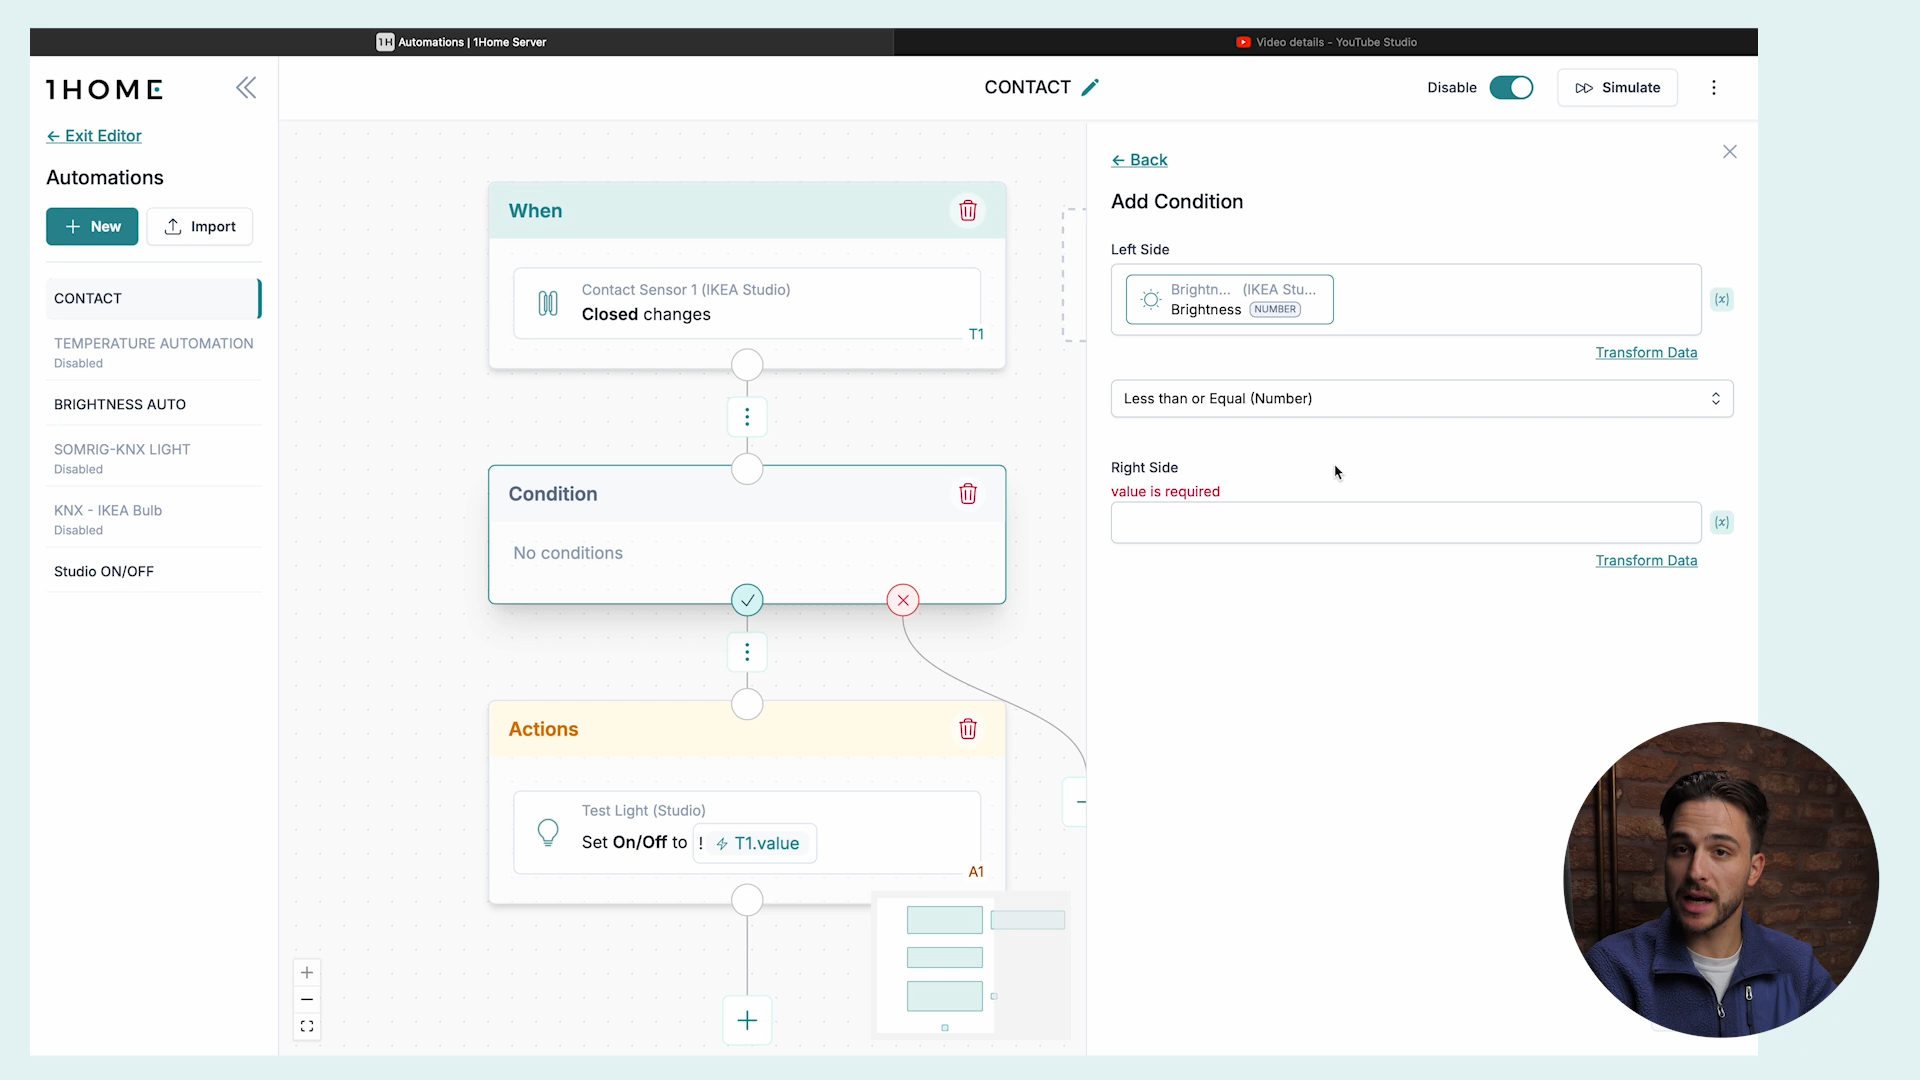 1H Automations | 1Home Server
Video details - YouTube Studio
1HOME
← Exit Editor
Automations
+ New
Import
CONTACT
TEMPERATURE AUTOMATION
Disabled
BRIGHTNESS AUTO
SOMRIG-KNX LIGHT
Disabled
KNX - IKEA Bulb
Disabled
Studio ON/OFF
CONTACT
Disable
Simulate
When
Contact Sensor 1 (IKEA Studio)
Closed changes
T1
Condition
No conditions
Actions
Test Light (Studio)
Set On/Off to ! T1.value
A1
← Back
Add Condition
Left Side
Brightn... (IKEA Stu...
Brightness NUMBER
(x)
Transform Data
Less than or Equal (Number)
Right Side
value is required
(x)
Transform Data